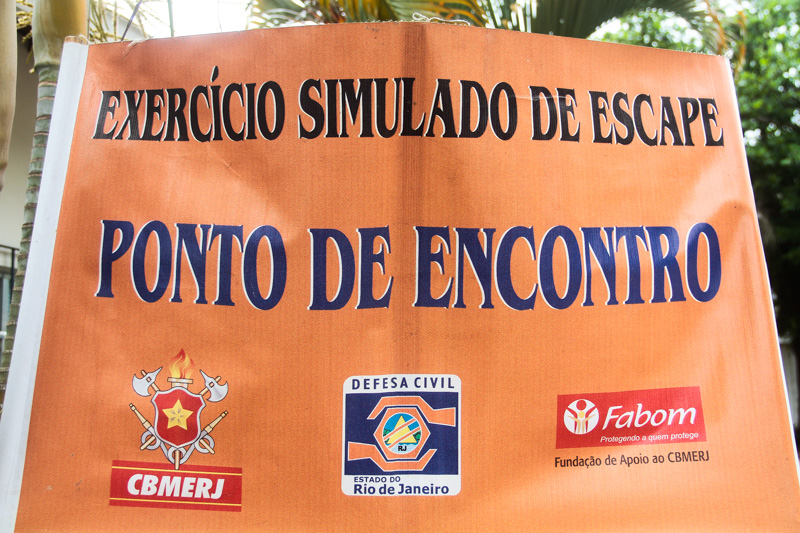 EXERCÍCIO SIMULADO DE ESCAPE
PONTO DE ENCONTRO
CBMERJ
DEFESA CIVIL
RJ
ESTADO DO
Rio de Janeiro
Fabom
Protegendo a quem protege
Fundação de Apoio ao CBMERJ